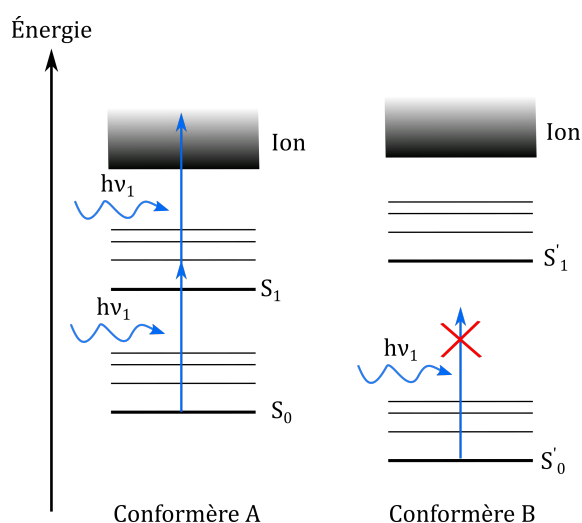 Énergie
Ion
hν₁
S₁
hν₁
S₀
Conformère A
Ion
S'₁
hν₁
S'₀
Conformère B